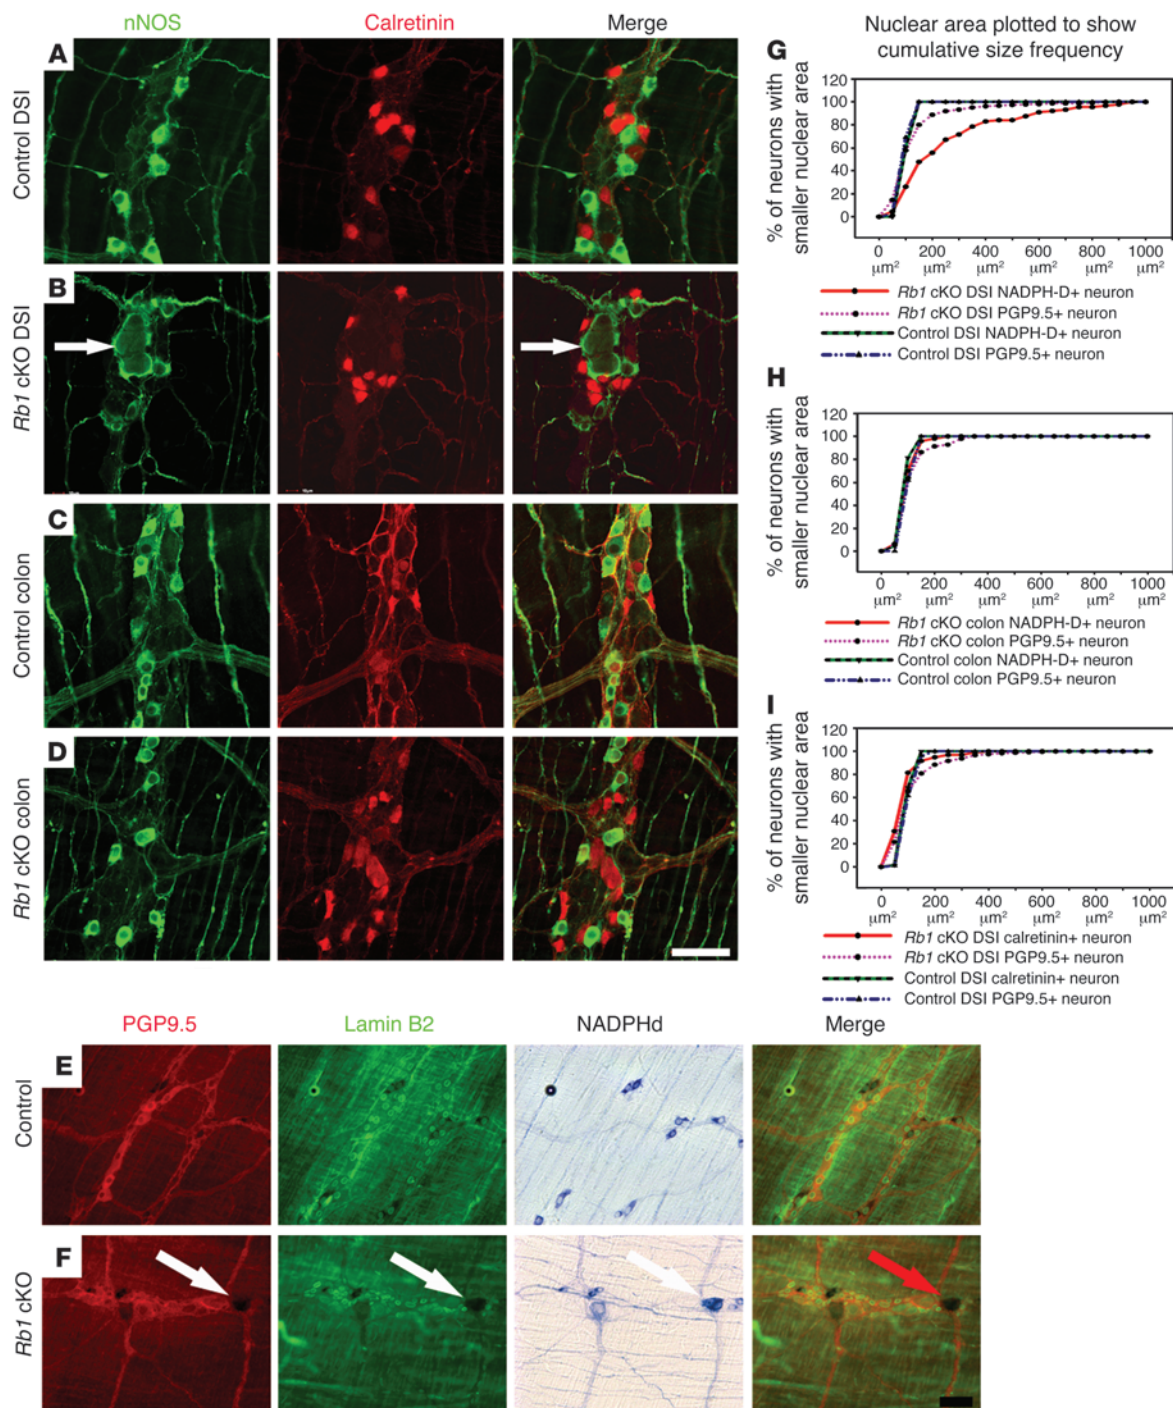 nNOS
Calretinin
Merge
A
Control DSI
B
Rb1 cKO DSI
C
Control colon
D
Rb1 cKO colon
Nuclear area plotted to show
cumulative size frequency
G
% of neurons with
smaller nuclear area
120
100
80
60
40
20
0
0 200 400 600 800 1000
μm² μm² μm² μm² μm² μm²
Rb1 cKO DSI NADPH-D+ neuron
Rb1 cKO DSI PGP9.5+ neuron
Control DSI NADPH-D+ neuron
Control DSI PGP9.5+ neuron
H
% of neurons with
smaller nuclear area
120
100
80
60
40
20
0
0 200 400 600 800 1000
μm² μm² μm² μm² μm² μm²
Rb1 cKO colon NADPH-D+ neuron
Rb1 cKO colon PGP9.5+ neuron
Control colon NADPH-D+ neuron
Control colon PGP9.5+ neuron
I
% of neurons with
smaller nuclear area
120
100
80
60
40
20
0
0 200 400 600 800 1000
μm² μm² μm² μm² μm² μm²
Rb1 cKO DSI calretinin+ neuron
Rb1 cKO DSI PGP9.5+ neuron
Control DSI calretinin+ neuron
Control DSI PGP9.5+ neuron
PGP9.5
Lamin B2
NADPHd
Merge
E
Control
F
Rb1 cKO